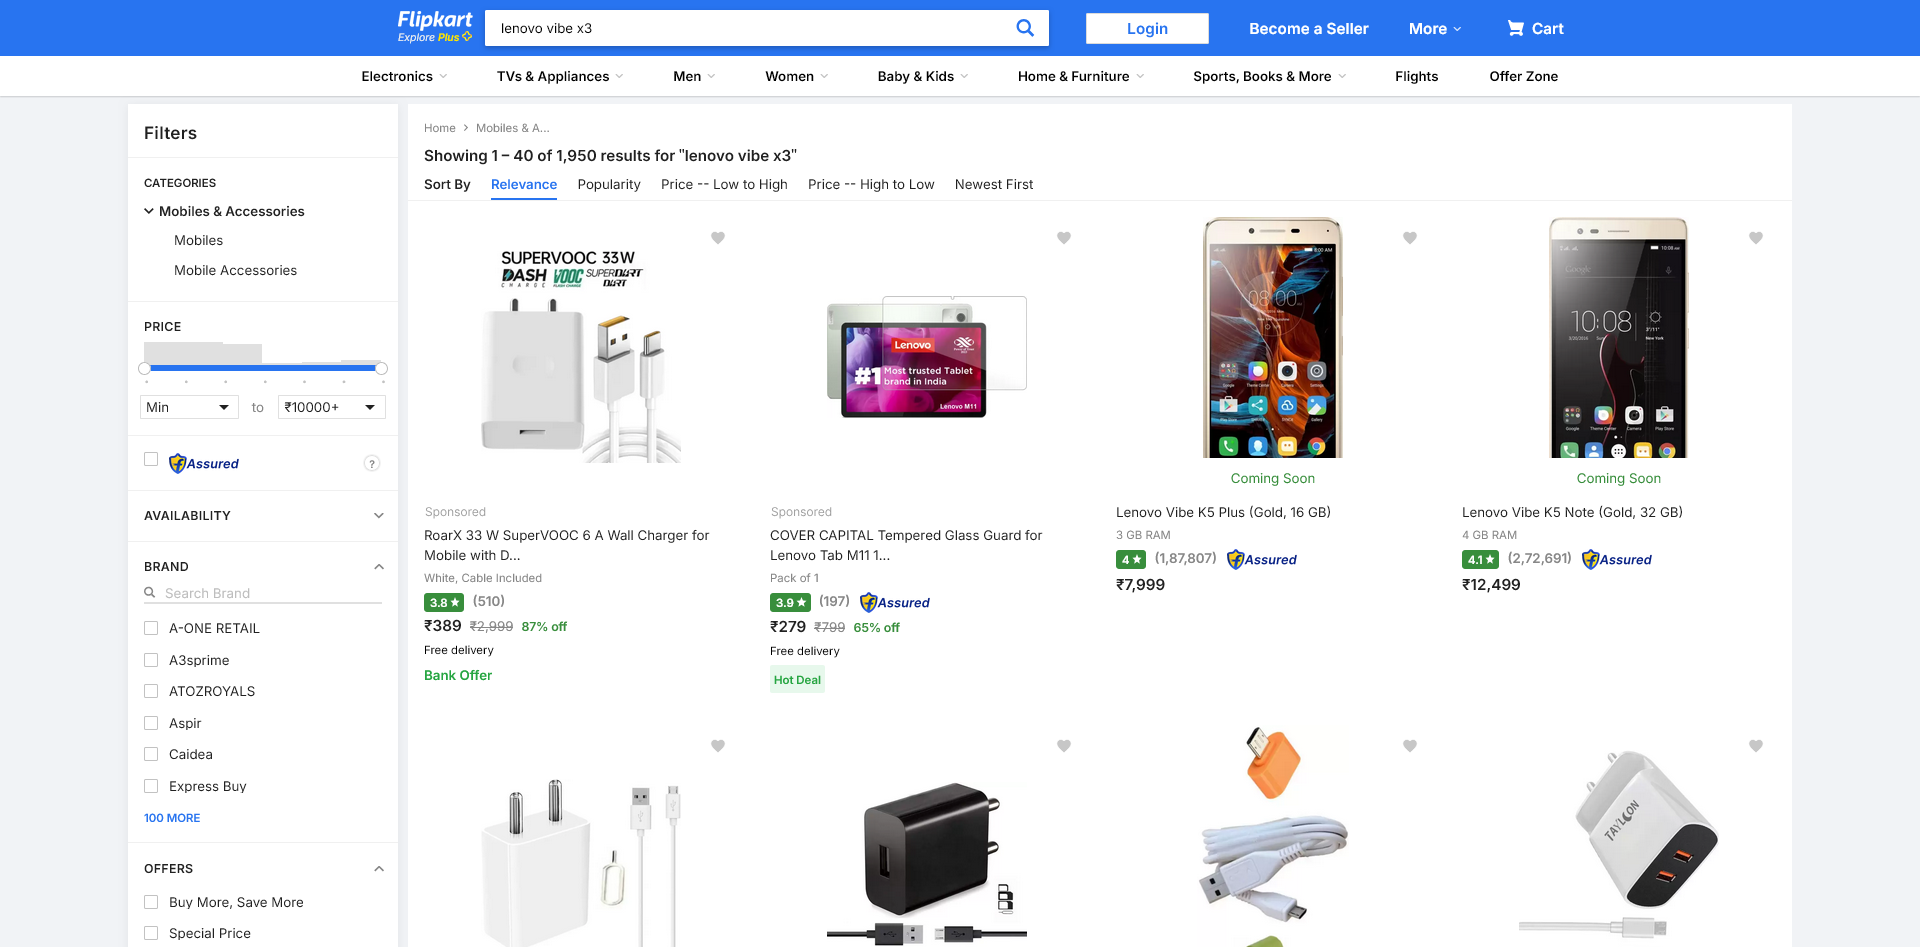 Flipkart
Explore Plus
lenovo vibe x3
Login
Become a Seller
More
Cart
Electronics
TVs & Appliances
Men
Women
Baby & Kids
Home & Furniture
Sports, Books & More
Flights
Offer Zone
Filters
CATEGORIES
Mobiles & Accessories
Mobiles
Mobile Accessories
PRICE
Min
to
₹10000+
Assured
?
AVAILABILITY
BRAND
Search Brand
A-ONE RETAIL
A3sprime
ATOZROYALS
Aspir
Caidea
Express Buy
100 MORE
OFFERS
Buy More, Save More
Special Price
Home
Mobiles & A...
Showing 1 – 40 of 1,950 results for "lenovo vibe x3"
Sort By
Relevance
Popularity
Price -- Low to High
Price -- High to Low
Newest First
SUPERVOOC 33W
DASH VOOC SUPERDART
CHARGE FLASH CHARGE DART
Sponsored
RoarX 33 W SuperVOOC 6 A Wall Charger for
Mobile with D...
White, Cable Included
3.8 (510)
₹389 ₹2,999 87% off
Free delivery
Bank Offer
Lenovo
#1 Most trusted Tablet
brand in India
Lenovo M11
Sponsored
COVER CAPITAL Tempered Glass Guard for
Lenovo Tab M11 1...
Pack of 1
3.9 (197) Assured
₹279 ₹799 65% off
Free delivery
Hot Deal
08:00
Coming Soon
Lenovo Vibe K5 Plus (Gold, 16 GB)
3 GB RAM
4 (1,87,807) Assured
₹7,999
Google
10:08
Coming Soon
Lenovo Vibe K5 Note (Gold, 32 GB)
4 GB RAM
4.1 (2,72,691) Assured
₹12,499
TAYLOON